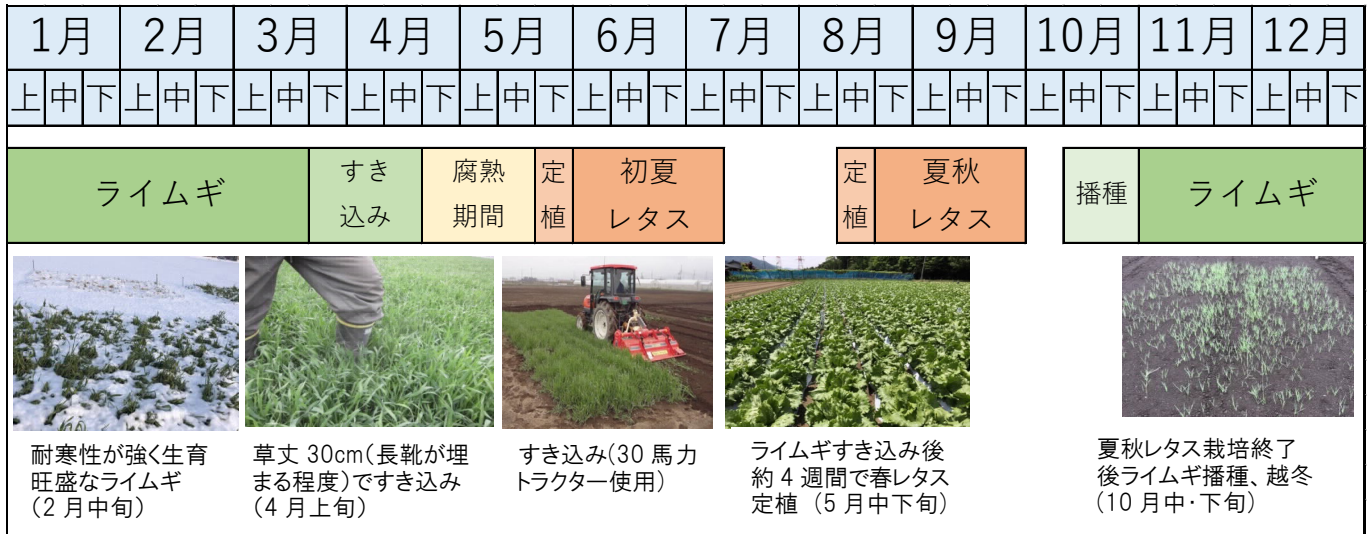 1月 2月 3月 4月 5月 6月 7月 8月 9月 10月 11月 12月
上 中 下 上 中 下 上 中 下 上 中 下 上 中 下 上 中 下 上 中 下 上 中 下 上 中 下 上 中 下 上 中 下 上 中 下
ライムギ
すき
込み
腐熟
期間
定
植
初夏
レタス
定
植
夏秋
レタス
播種
ライムギ
耐寒性が強く生育
旺盛なライムギ
(2月中旬)
草丈 30cm(長靴が埋
まる程度)ですき込み
(4月上旬)
すき込み(30 馬力
トラクター使用)
ライムギすき込み後
約4週間で春レタス
定植 (5月中下旬)
夏秋レタス栽培終了
後ライムギ播種、越冬
(10月中・下旬)